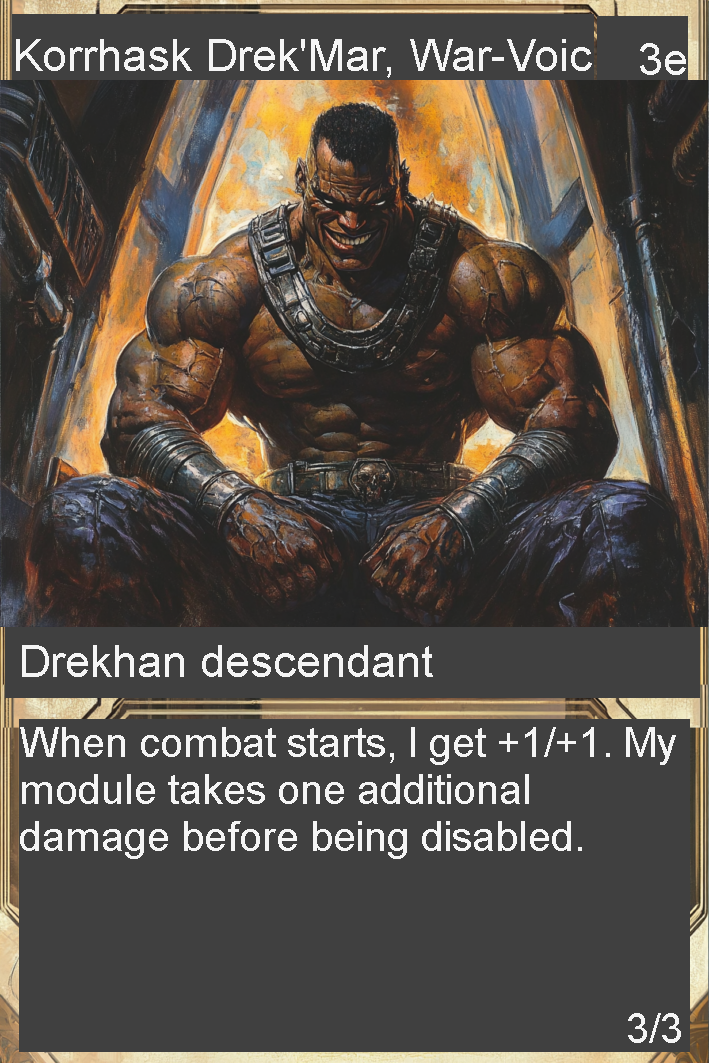 Korrhask Drek'Mar, War-Voic
3e
Drekhan descendant
When combat starts, I get +1/+1. My
module takes one additional
damage before being disabled.
3/3